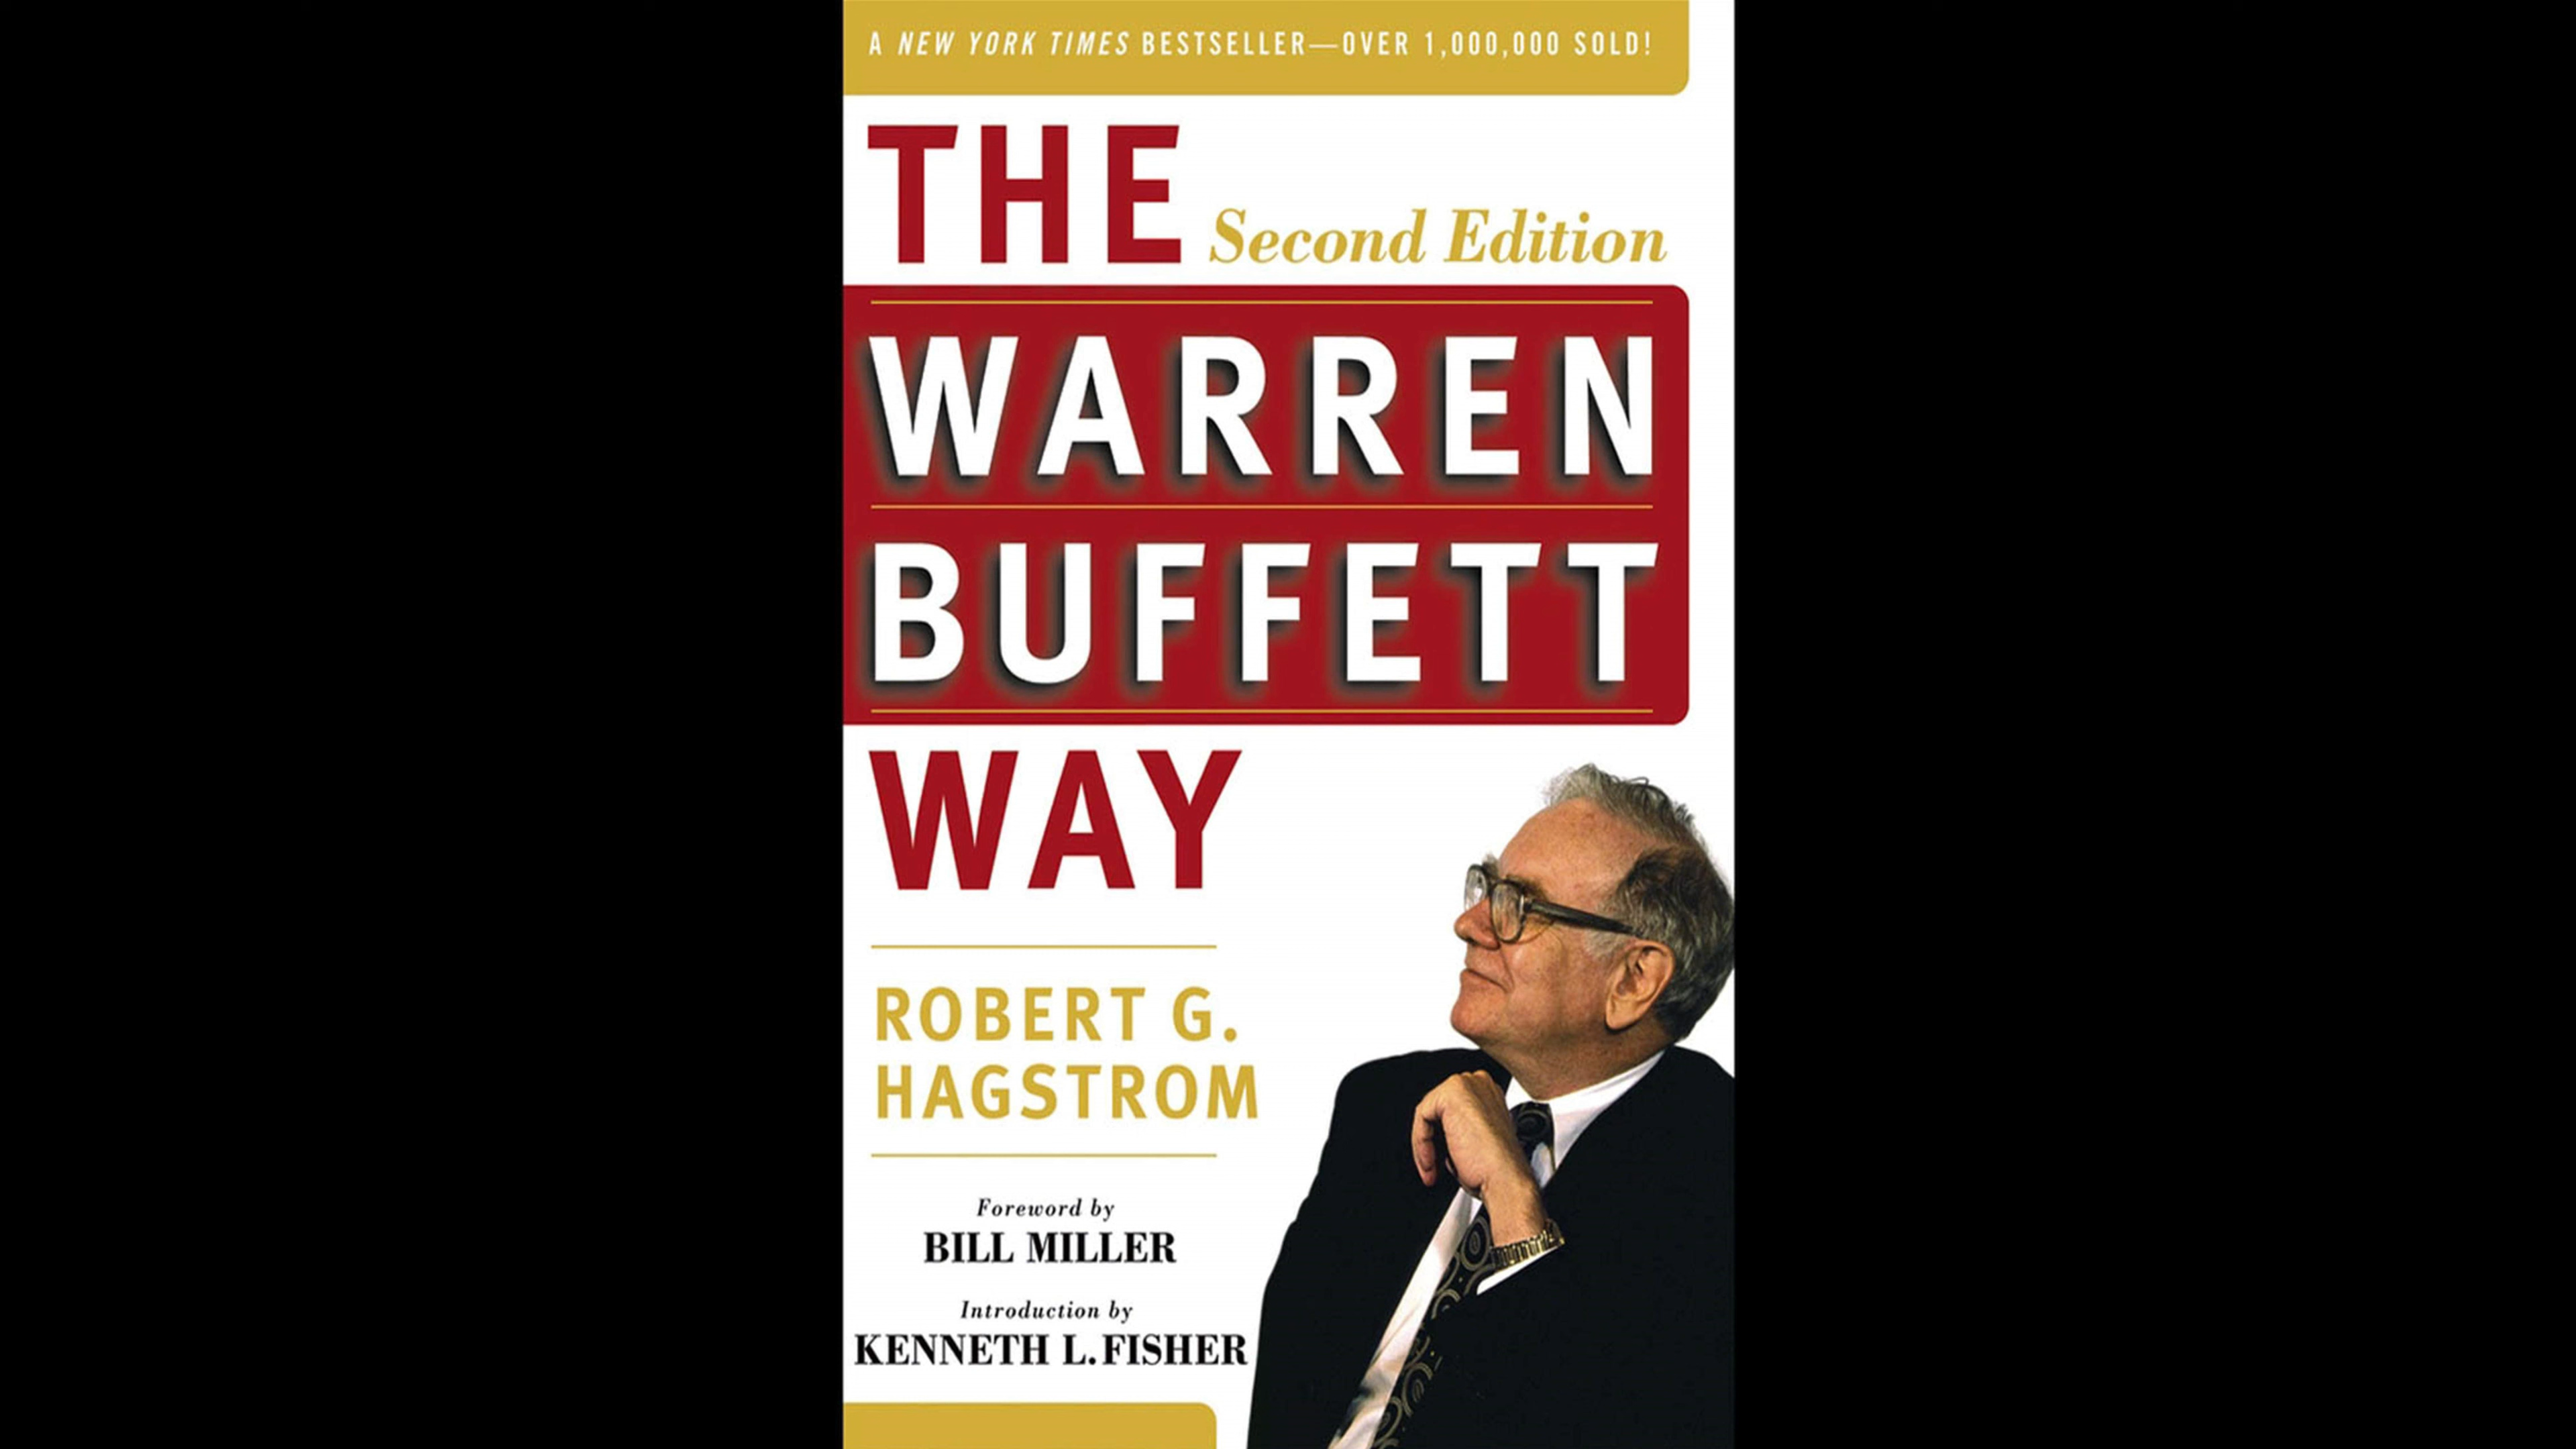 A NEW YORK TIMES BESTSELLER—OVER 1,000,000 SOLD!
THE
Second Edition
WARREN
BUFFETT
WAY
ROBERT G.
HAGSTROM
Foreword by
BILL MILLER
Introduction by
KENNETH L. FISHER